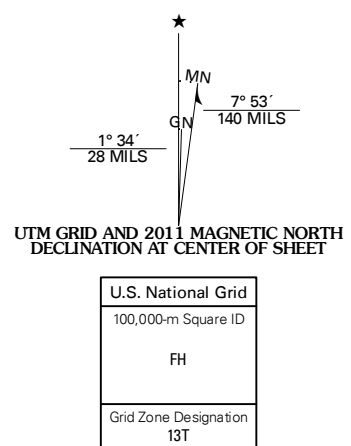 ★
MN
GN
7° 53´
140 MILS
1° 34´
28 MILS
UTM GRID AND 2011 MAGNETIC NORTH
DECLINATION AT CENTER OF SHEET
U.S. National Grid
100,000-m Square ID
FH
Grid Zone Designation
13T